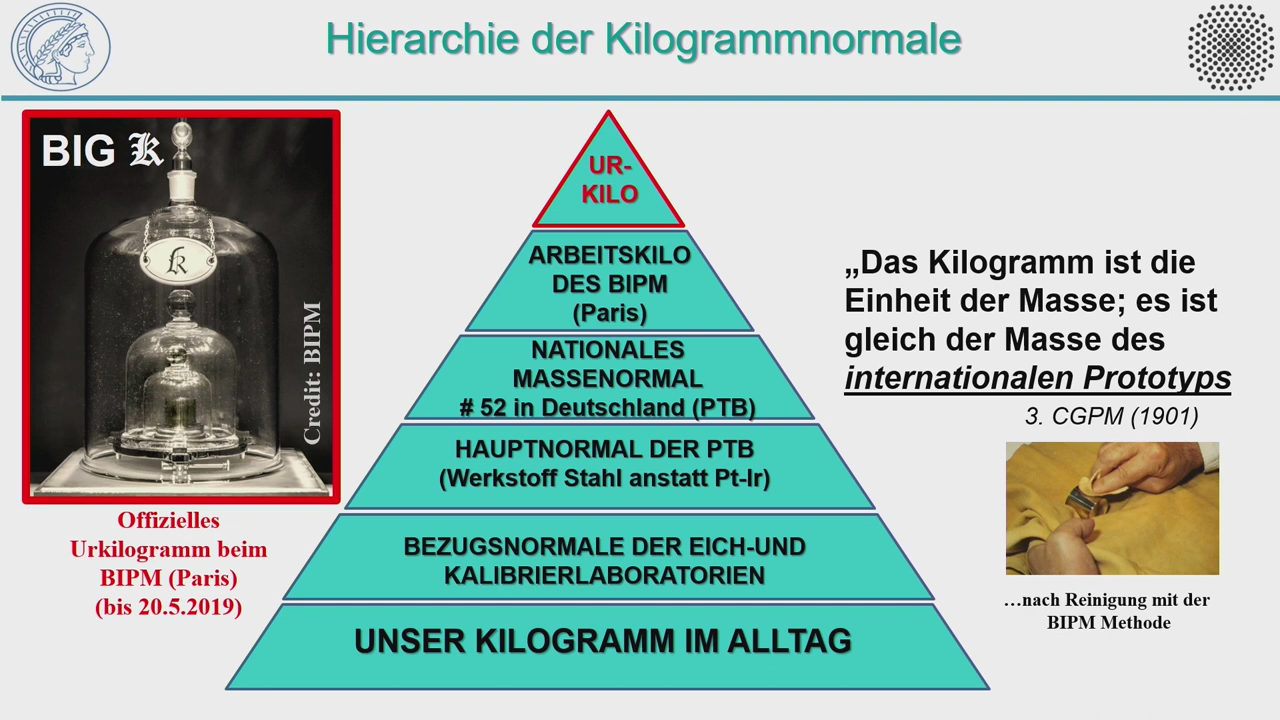 Hierarchie der Kilogrammnormale
BIG k
k
Credit: BIPM
Offizielles
Urkilogramm beim
BIPM (Paris)
(bis 20.5.2019)
UR-
KILO
ARBEITSKILO
DES BIPM
(Paris)
NATIONALES
MASSENORMAL
# 52 in Deutschland (PTB)
HAUPTNORMAL DER PTB
(Werkstoff Stahl anstatt Pt-Ir)
BEZUGSNORMALE DER EICH-UND
KALIBRIERLABORATORIEN
UNSER KILOGRAMM IM ALLTAG
„Das Kilogramm ist die
Einheit der Masse; es ist
gleich der Masse des
internationalen Prototyps
3. CGPM (1901)
…nach Reinigung mit der
BIPM Methode